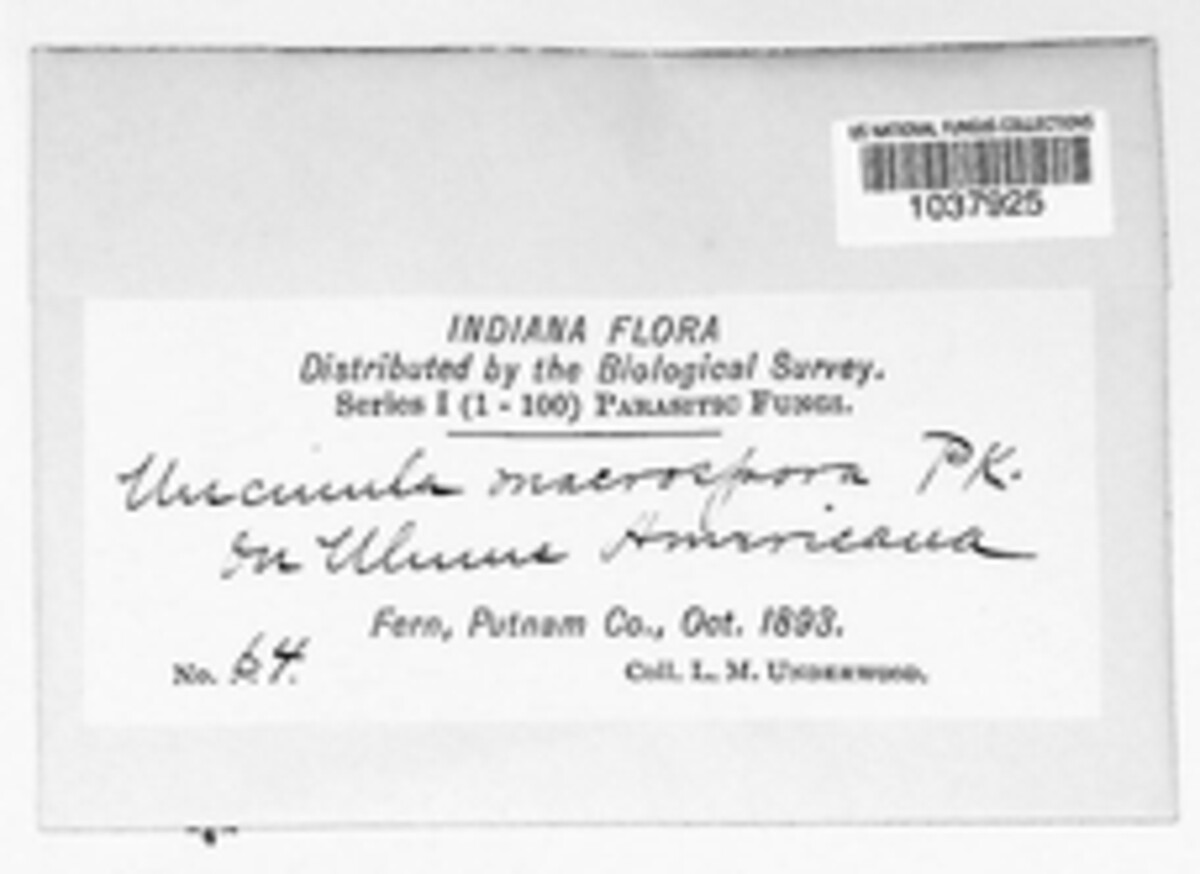 US NATIONAL FUNGUS COLLECTIONS
1037925
INDIANA FLORA
Distributed by the Biological Survey.
Series I (1 - 100) PARASITIC FUNGI.
Uncinula macrospora PK.
On Ulmus Americana
Fern, Putnam Co., Oct. 1893.
No. 64. Coll. L. M. UNDERWOOD.